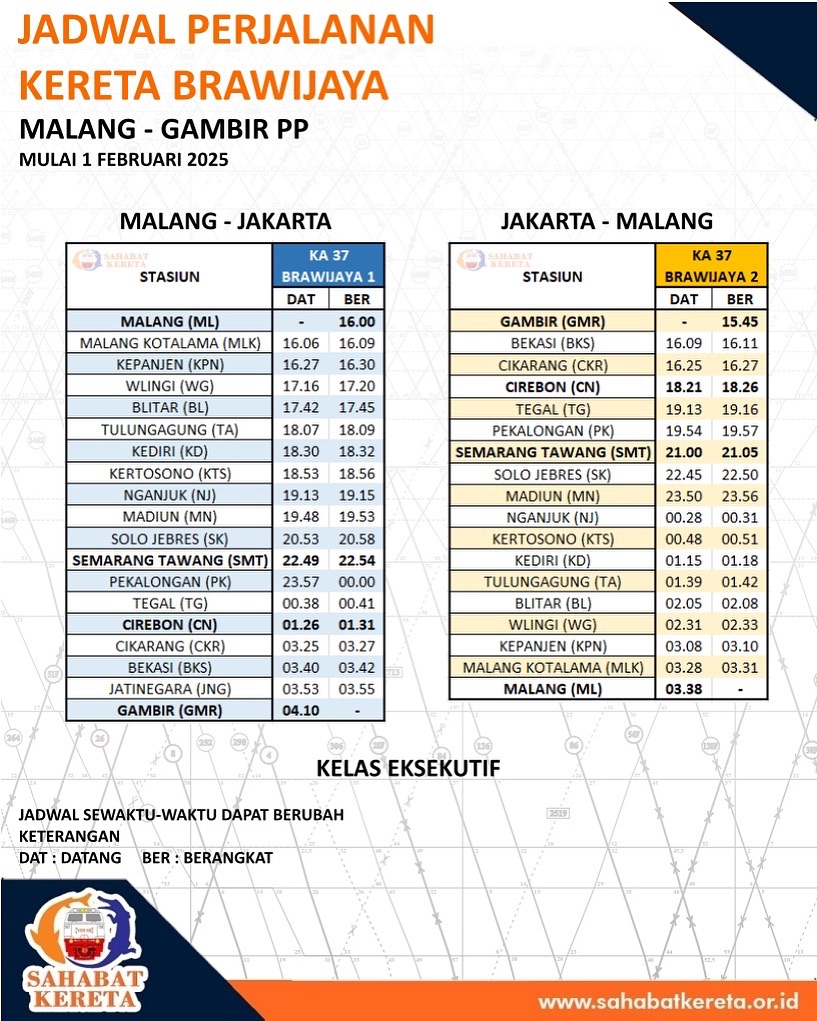 JADWAL PERJALANAN
KERETA BRAWIJAYA
MALANG - GAMBIR PP
MULAI 1 FEBRUARI 2025
MALANG - JAKARTA
SAHABAT
KERETA
STASIUN
KA 37
BRAWIJAYA 1
DAT BER
MALANG (ML) - 16.00
MALANG KOTALAMA (MLK) 16.06 16.09
KEPANJEN (KPN) 16.27 16.30
WLINGI (WG) 17.16 17.20
BLITAR (BL) 17.42 17.45
TULUNGAGUNG (TA) 18.07 18.09
KEDIRI (KD) 18.30 18.32
KERTOSONO (KTS) 18.53 18.56
NGANJUK (NJ) 19.13 19.15
MADIUN (MN) 19.48 19.53
SOLO JEBRES (SK) 20.53 20.58
SEMARANG TAWANG (SMT) 22.49 22.54
PEKALONGAN (PK) 23.57 00.00
TEGAL (TG) 00.38 00.41
CIREBON (CN) 01.26 01.31
CIKARANG (CKR) 03.25 03.27
BEKASI (BKS) 03.40 03.42
JATINEGARA (JNG) 03.53 03.55
GAMBIR (GMR) 04.10 -
JAKARTA - MALANG
SAHABAT
KERETA
STASIUN
KA 37
BRAWIJAYA 2
DAT BER
GAMBIR (GMR) - 15.45
BEKASI (BKS) 16.09 16.11
CIKARANG (CKR) 16.25 16.27
CIREBON (CN) 18.21 18.26
TEGAL (TG) 19.13 19.16
PEKALONGAN (PK) 19.54 19.57
SEMARANG TAWANG (SMT) 21.00 21.05
SOLO JEBRES (SK) 22.45 22.50
MADIUN (MN) 23.50 23.56
NGANJUK (NJ) 00.28 00.31
KERTOSONO (KTS) 00.48 00.51
KEDIRI (KD) 01.15 01.18
TULUNGAGUNG (TA) 01.39 01.42
BLITAR (BL) 02.05 02.08
WLINGI (WG) 02.31 02.33
KEPANJEN (KPN) 03.08 03.10
MALANG KOTALAMA (MLK) 03.28 03.31
MALANG (ML) 03.38 -
KELAS EKSEKUTIF
JADWAL SEWAKTU-WAKTU DAPAT BERUBAH
KETERANGAN
DAT : DATANG BER : BERANGKAT
SAHABAT
KERETA
www.sahabatkereta.or.id